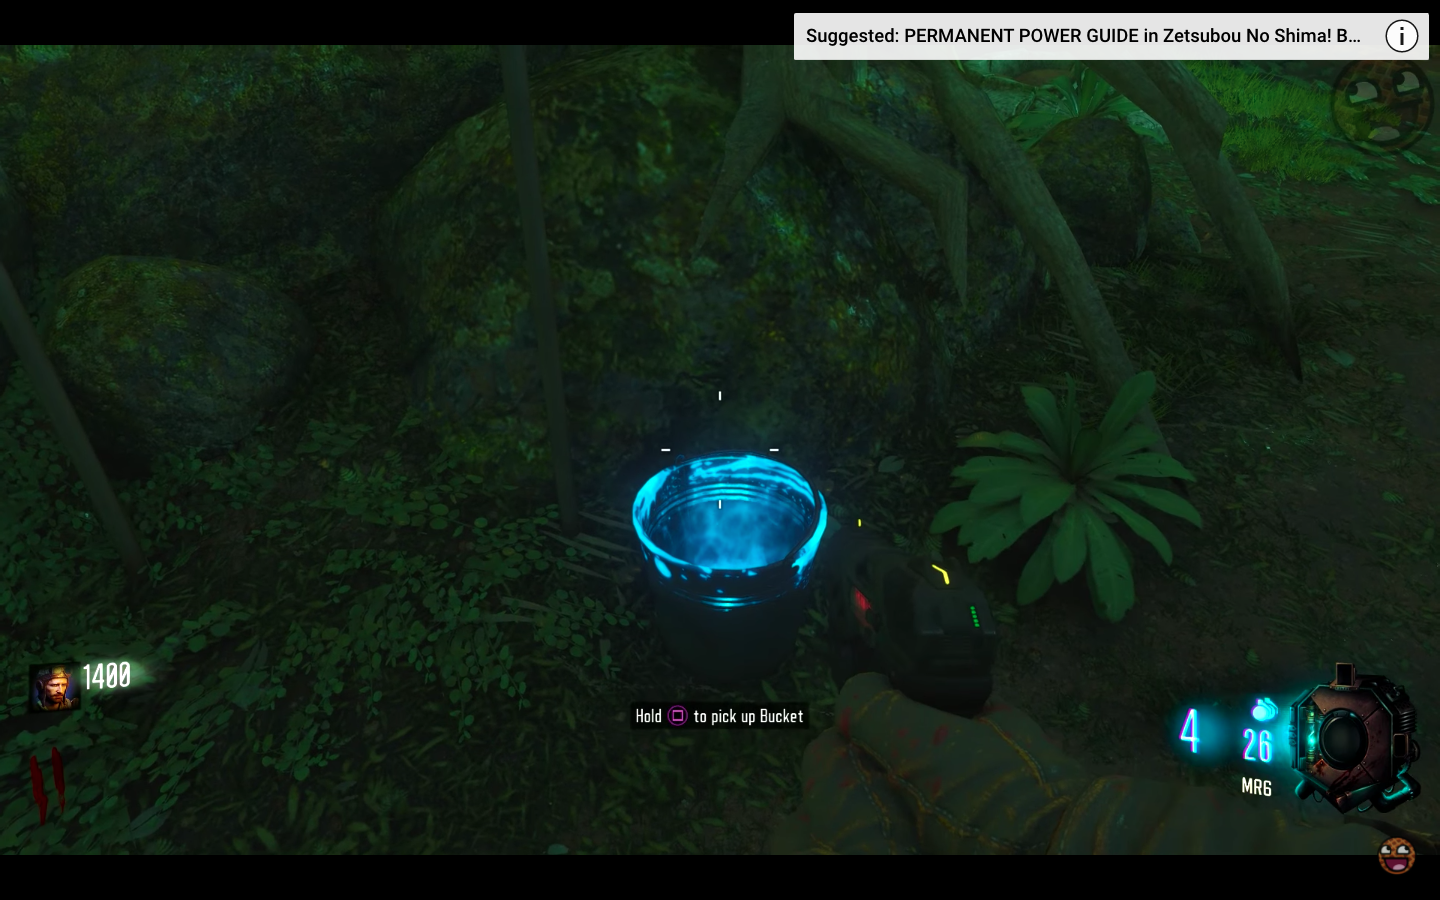 Suggested: PERMANENT POWER GUIDE in Zetsubou No Shima! B...
1400
Hold to pick up Bucket
4
26
MR6